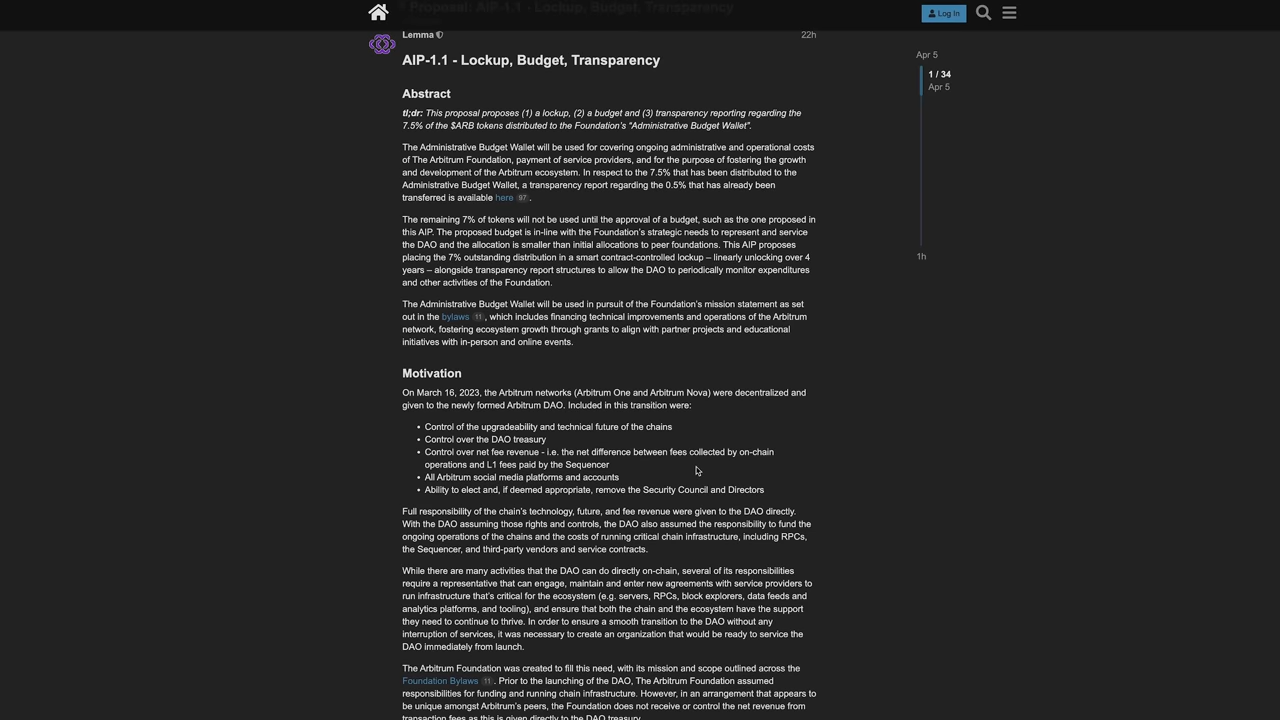 Proposal: AIP-1.1 - Lockup, Budget, Transparency
Log In
Lemma
22h
AIP-1.1 - Lockup, Budget, Transparency
Abstract
tl;dr: This proposal proposes (1) a lockup, (2) a budget and (3) transparency reporting regarding the
7.5% of the $ARB tokens distributed to the Foundation's "Administrative Budget Wallet".
The Administrative Budget Wallet will be used for covering ongoing administrative and operational costs
of The Arbitrum Foundation, payment of service providers, and for the purpose of fostering the growth
and development of the Arbitrum ecosystem. In respect to the 7.5% that has been distributed to the
Administrative Budget Wallet, a transparency report regarding the 0.5% that has already been
transferred is available here 97 .
The remaining 7% of tokens will not be used until the approval of a budget, such as the one proposed in
this AIP. The proposed budget is in-line with the Foundation's strategic needs to represent and service
the DAO and the allocation is smaller than initial allocations to peer foundations. This AIP proposes
placing the 7% outstanding distribution in a smart contract-controlled lockup – linearly unlocking over 4
years – alongside transparency report structures to allow the DAO to periodically monitor expenditures
and other activities of the Foundation.
The Administrative Budget Wallet will be used in pursuit of the Foundation's mission statement as set
out in the bylaws 11 , which includes financing technical improvements and operations of the Arbitrum
network, fostering ecosystem growth through grants to align with partner projects and educational
initiatives with in-person and online events.
Motivation
On March 16, 2023, the Arbitrum networks (Arbitrum One and Arbitrum Nova) were decentralized and
given to the newly formed Arbitrum DAO. Included in this transition were:
• Control of the upgradeability and technical future of the chains
• Control over the DAO treasury
• Control over net fee revenue - i.e. the net difference between fees collected by on-chain
operations and L1 fees paid by the Sequencer
• All Arbitrum social media platforms and accounts
• Ability to elect and, if deemed appropriate, remove the Security Council and Directors
Full responsibility of the chain's technology, future, and fee revenue were given to the DAO directly.
With the DAO assuming those rights and controls, the DAO also assumed the responsibility to fund the
ongoing operations of the chains and the costs of running critical chain infrastructure, including RPCs,
the Sequencer, and third-party vendors and service contracts.
While there are many activities that the DAO can do directly on-chain, several of its responsibilities
require a representative that can engage, maintain and enter new agreements with service providers to
run infrastructure that's critical for the ecosystem (e.g. servers, RPCs, block explorers, data feeds and
analytics platforms, and tooling), and ensure that both the chain and the ecosystem have the support
they need to continue to thrive. In order to ensure a smooth transition to the DAO without any
interruption of services, it was necessary to create an organization that would be ready to service the
DAO immediately from launch.
The Arbitrum Foundation was created to fill this need, with its mission and scope outlined across the
Foundation Bylaws 11 . Prior to the launching of the DAO, The Arbitrum Foundation assumed
responsibilities for funding and running chain infrastructure. However, in an arrangement that appears to
be unique amongst Arbitrum's peers, the Foundation does not receive or control the net revenue from
transaction fees as this is given directly to the DAO treasury.
Apr 5
1 / 34
Apr 5
1h